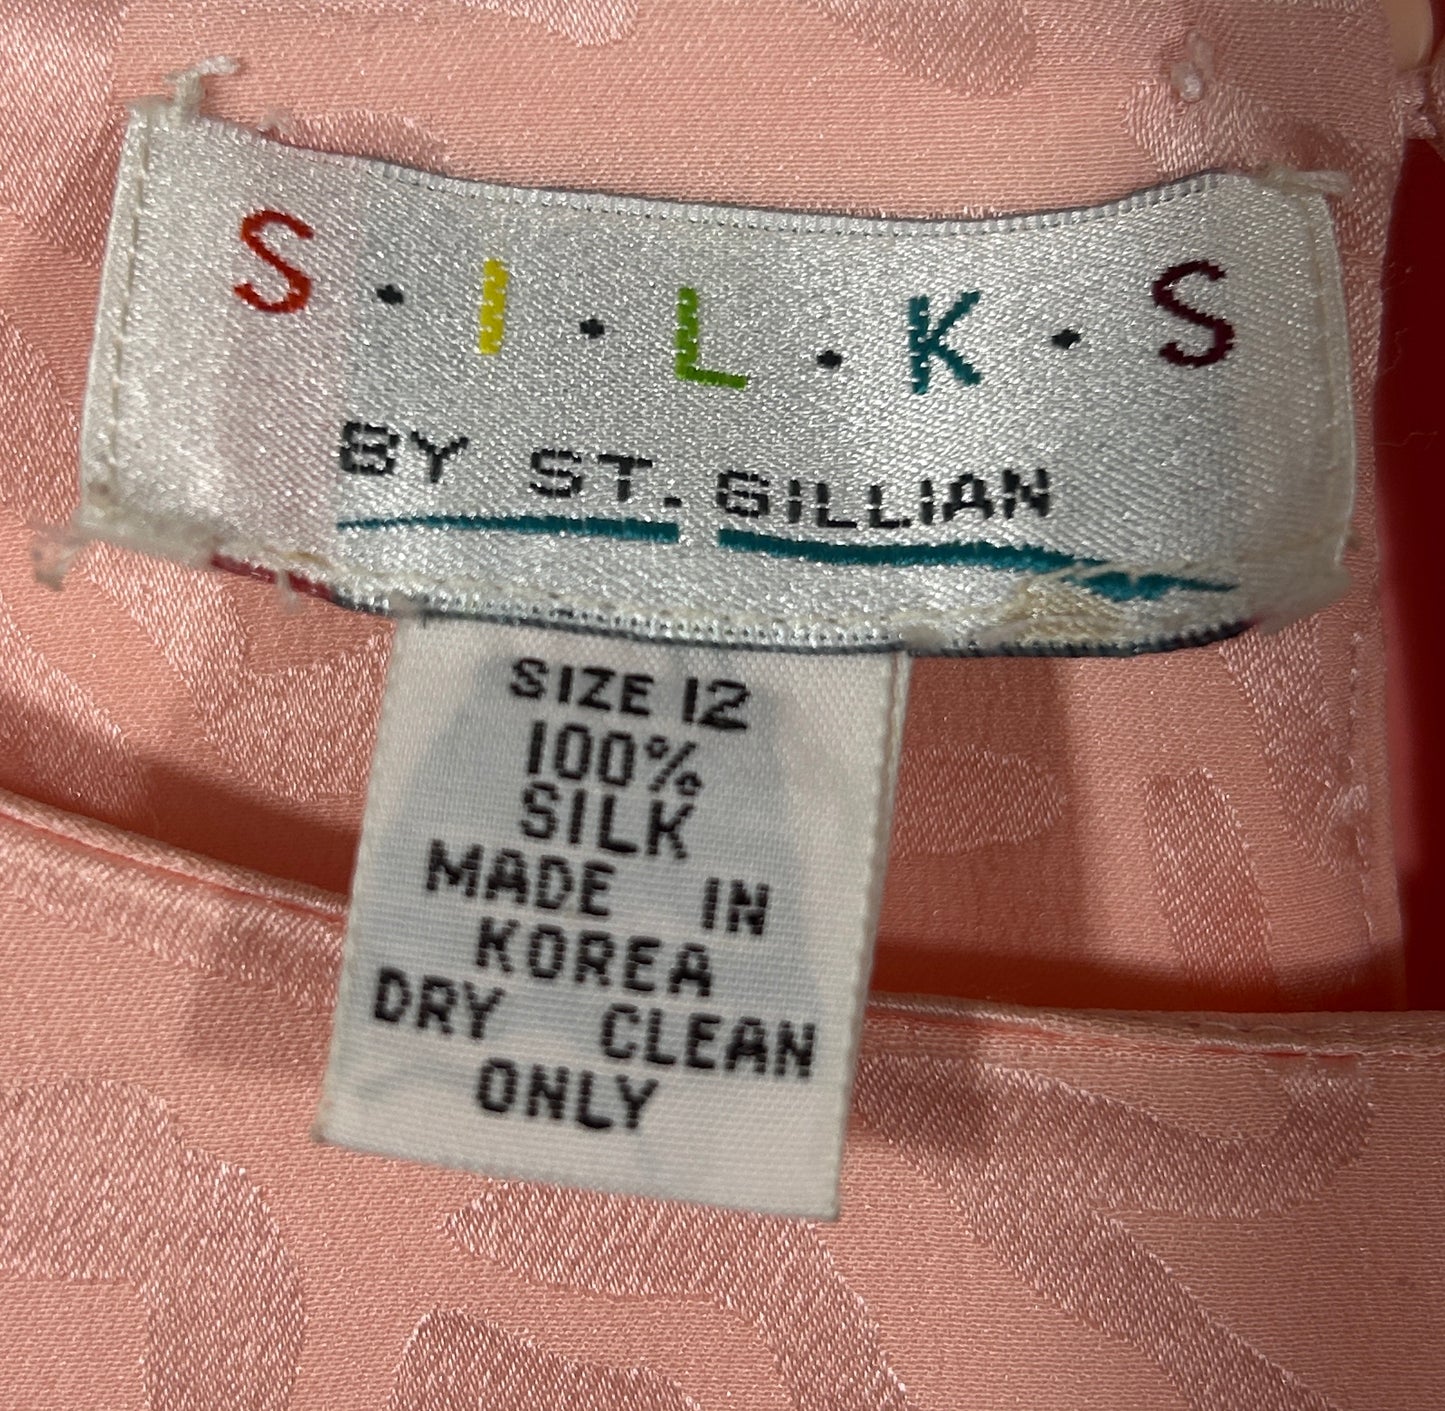 S·I·L·K·S
BY ST. GILLIAN
SIZE 12
100%
SILK
MADE IN
KOREA
DRY CLEAN
ONLY